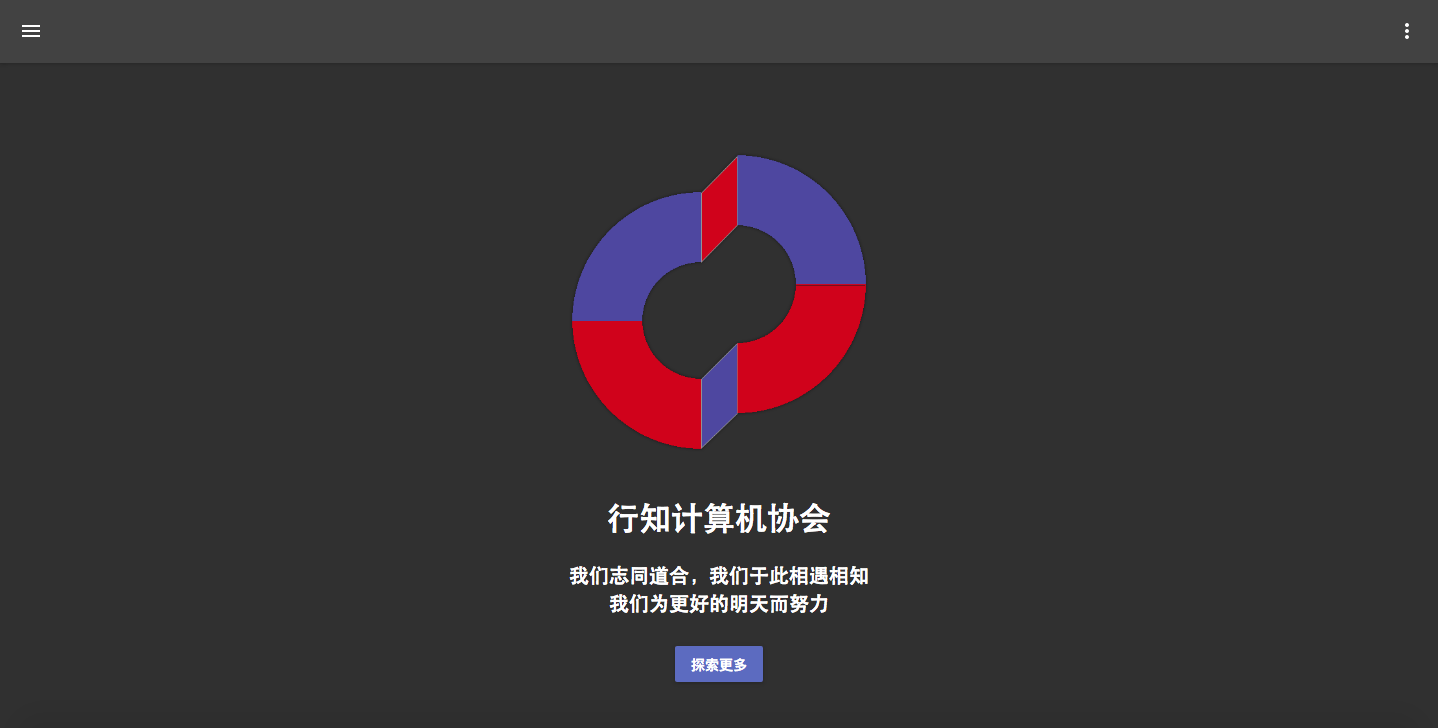 行知计算机协会
我们志同道合，我们于此相遇相知
我们为更好的明天而努力
探索更多